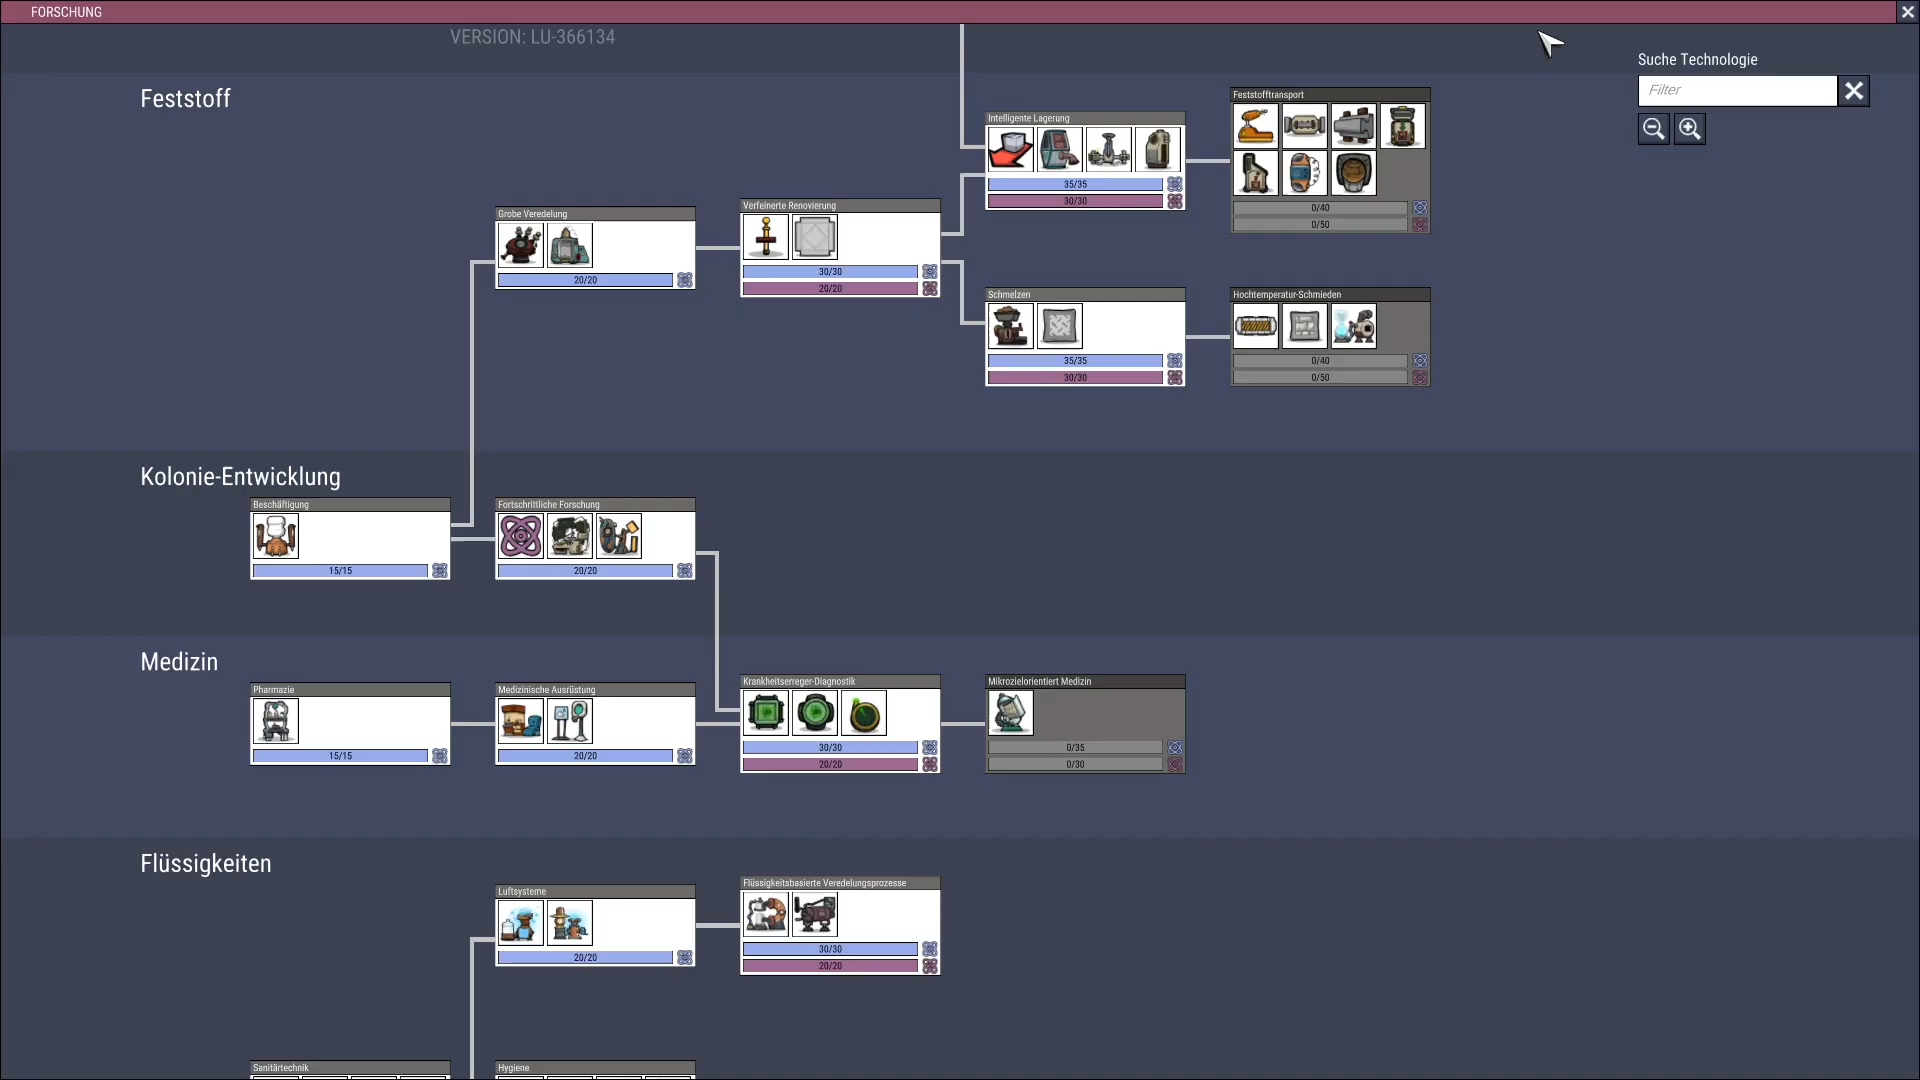 FORSCHUNG
VERSION: LU-366134
Suche Technologie
Filter
Feststoff
Feststofftransport
0/40
0/50
Intelligente Lagerung
35/35
30/30
Grobe Veredelung
20/20
Verfeinerte Renovierung
30/30
20/20
Schmelzen
35/35
30/30
Hochtemperatur-Schmieden
0/40
0/50
Kolonie-Entwicklung
Beschäftigung
15/15
Fortschrittliche Forschung
20/20
Medizin
Pharmazie
15/15
Medizinische Ausrüstung
20/20
Krankheitserreger-Diagnostik
30/30
20/20
Mikrozielorientiert Medizin
0/35
0/30
Flüssigkeiten
Luftsysteme
20/20
Flüssigkeitsbasierte Veredelungsprozesse
30/30
20/20
Sanitärtechnik
Hygiene